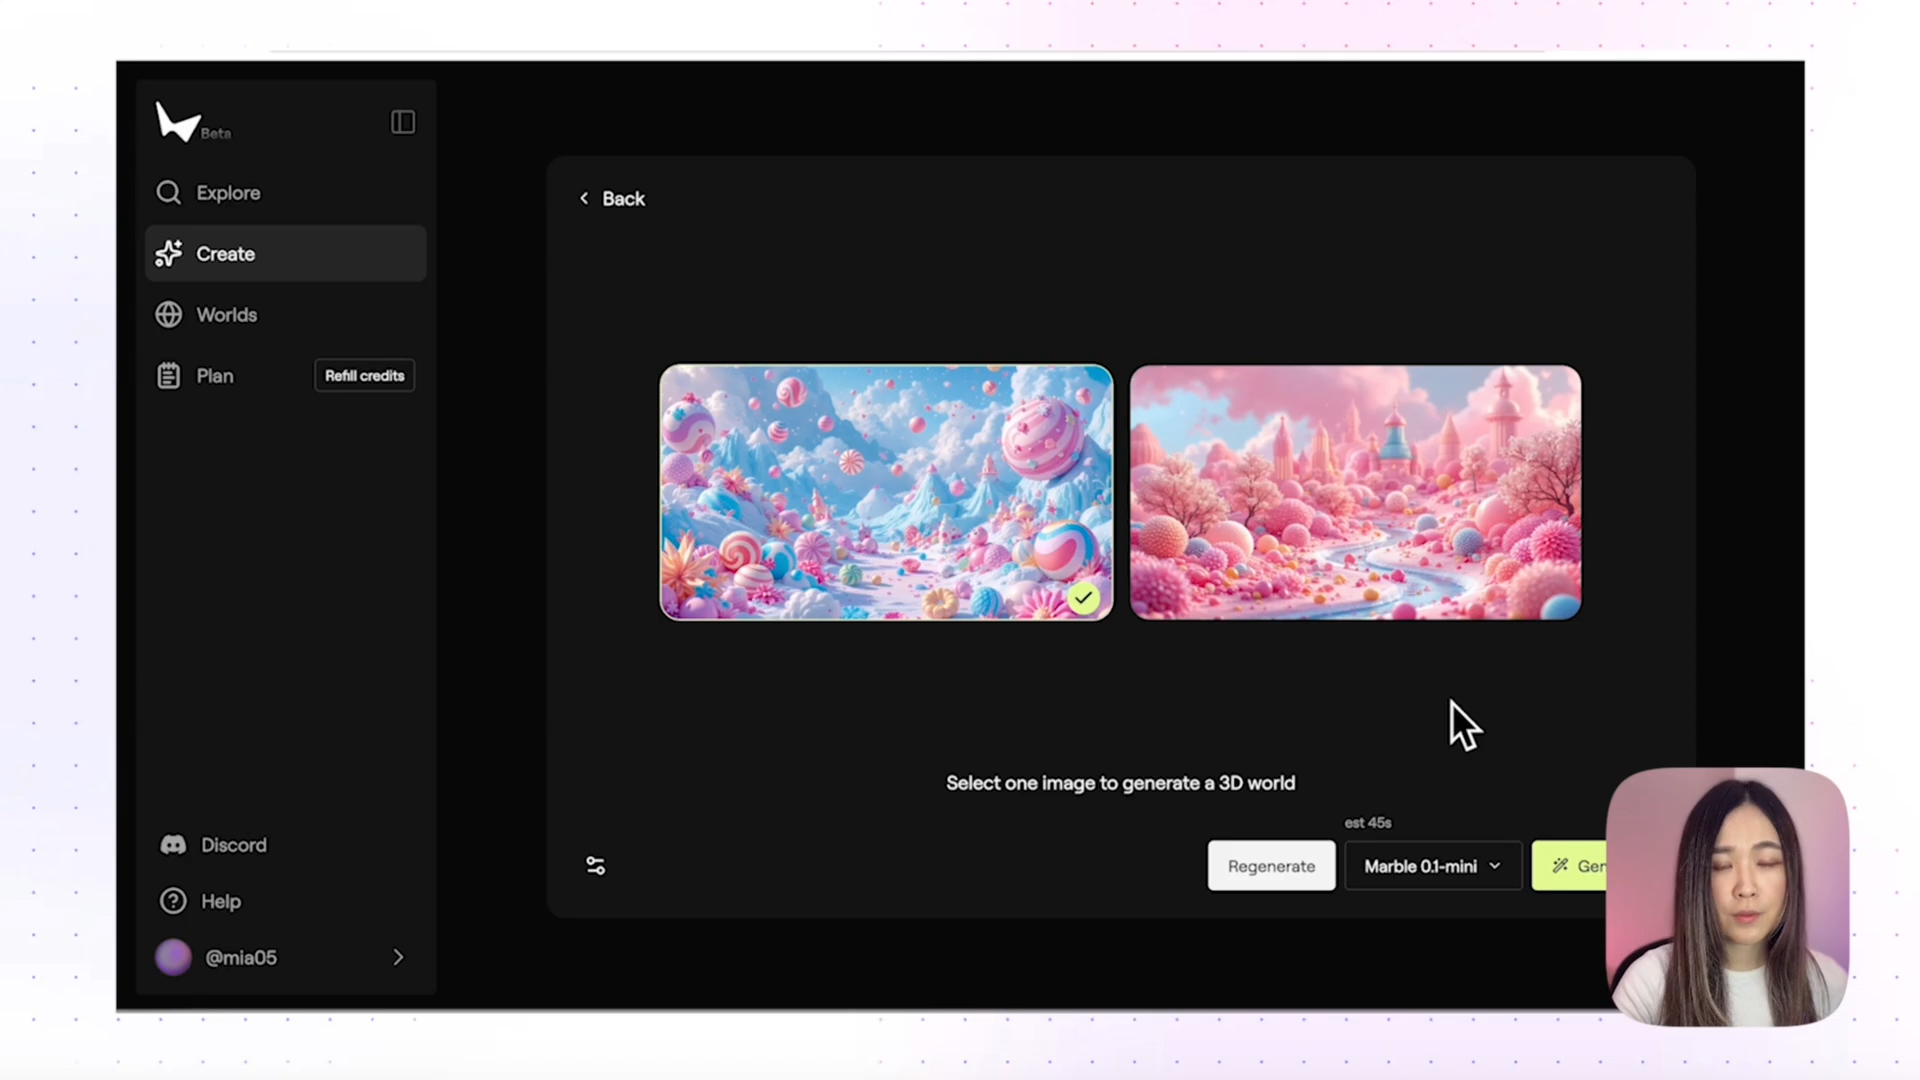 Beta
Explore
Create
Worlds
Plan
Refill credits
Back
Select one image to generate a 3D world
est 45s
Regenerate
Marble 0.1-mini
Gen
Discord
Help
@mia05